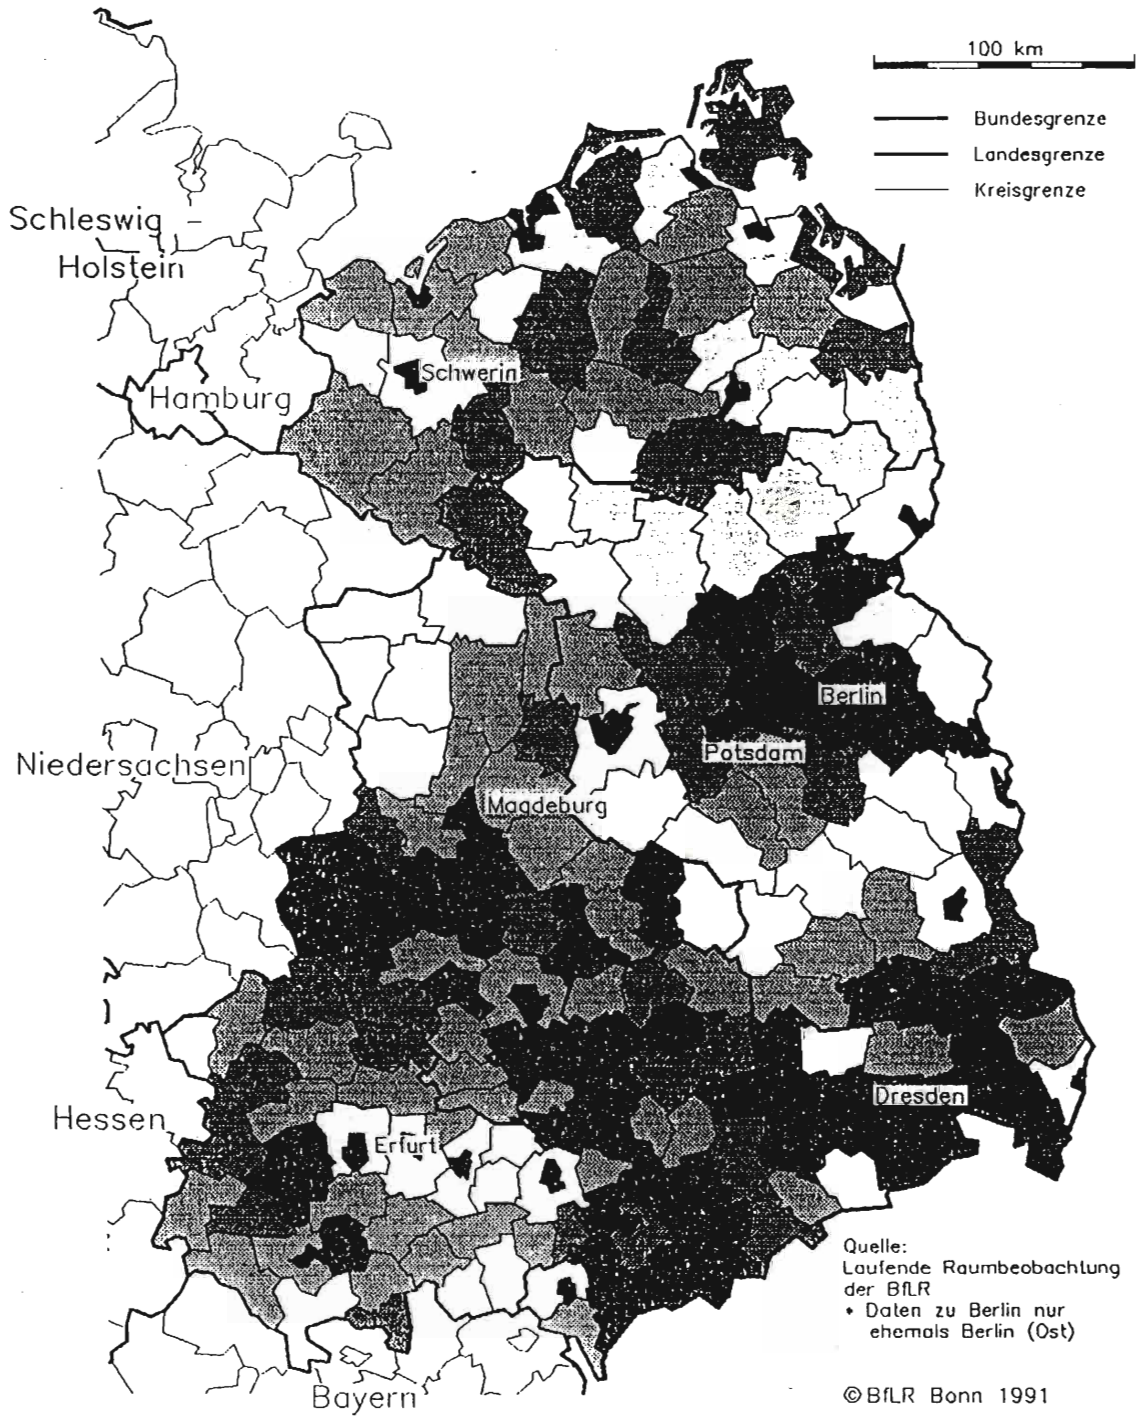 100 km
Bundesgrenze
Landesgrenze
Kreisgrenze
Schleswig -
Holstein
Schwerin
Hamburg
Berlin
Potsdam
Niedersachsen
Magdeburg
Dresden
Hessen
Erfurt
Quelle:
Laufende Raumbeobachtung
der BfLR
* Daten zu Berlin nur
ehemals Berlin (Ost)
Bayern
© BfLR Bonn 1991